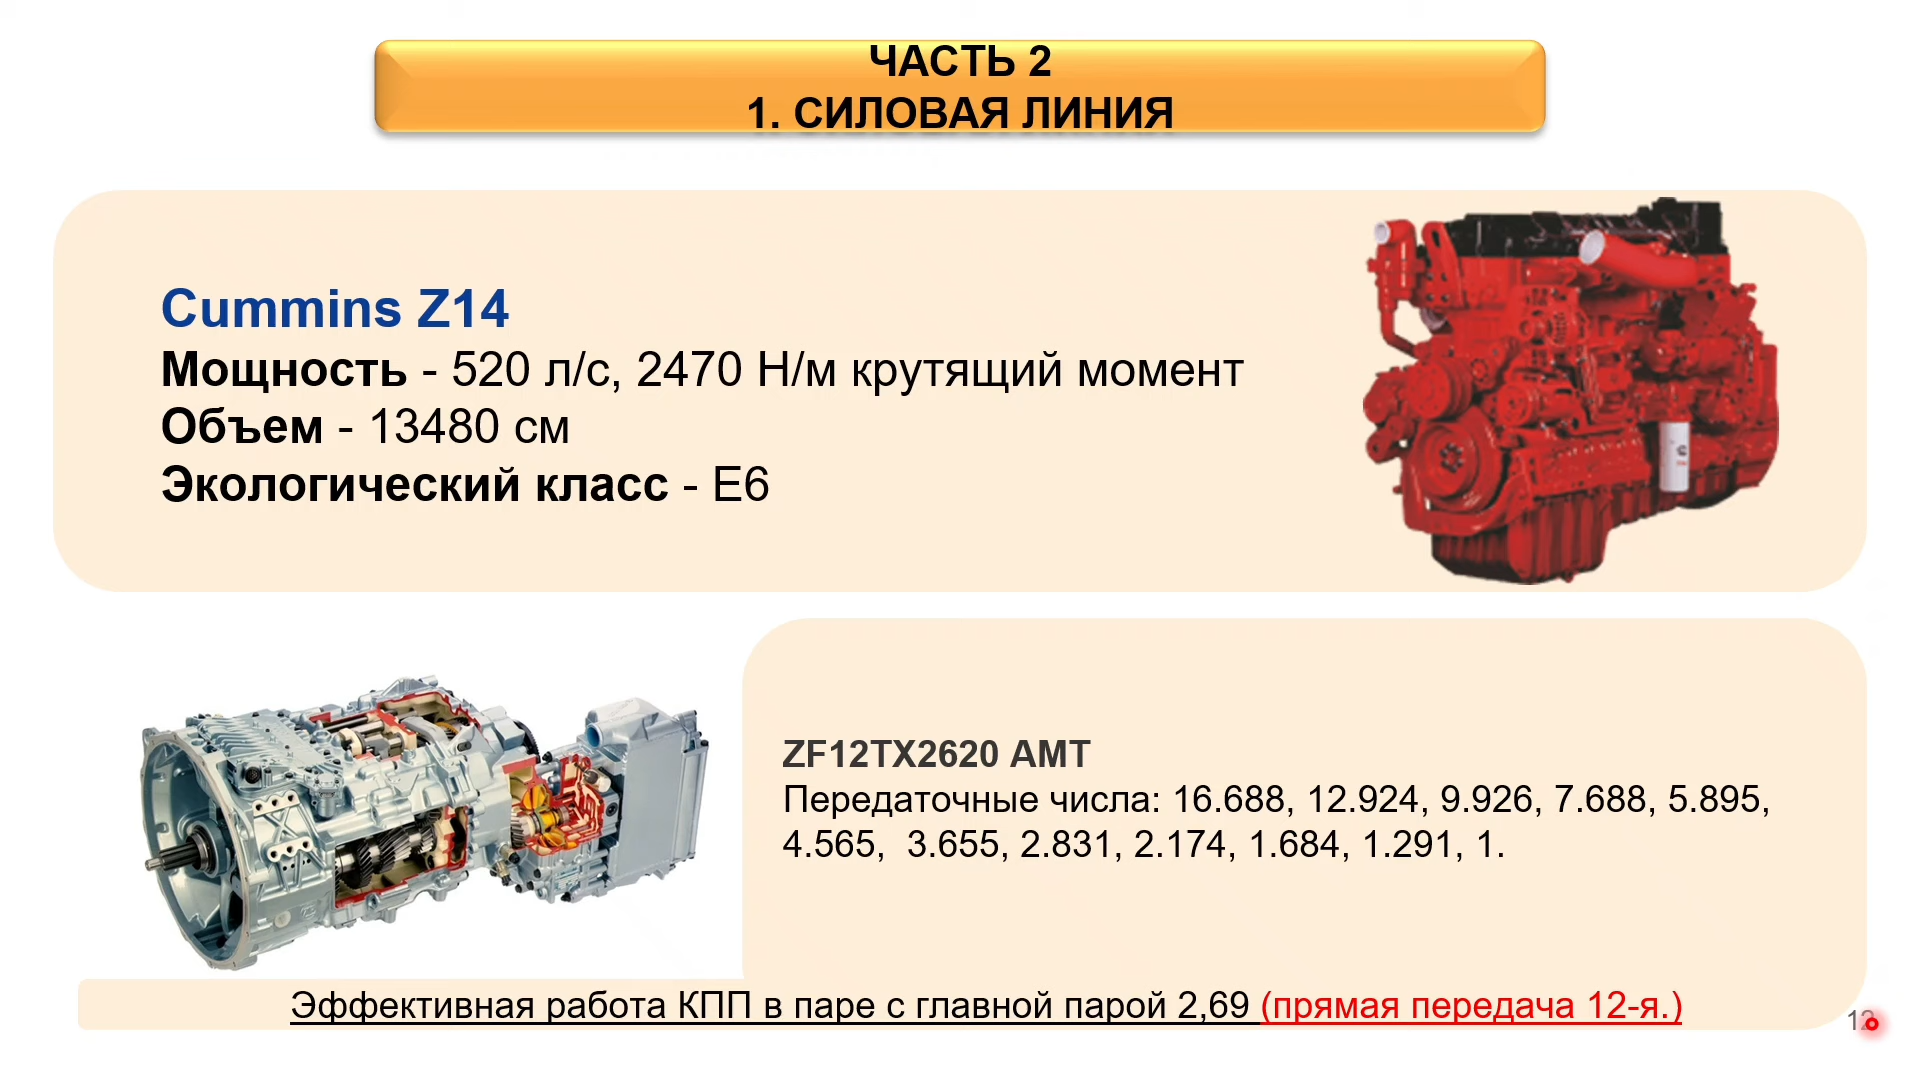 ЧАСТЬ 2
1. СИЛОВАЯ ЛИНИЯ
Cummins Z14
Мощность - 520 л/с, 2470 Н/м крутящий момент
Объем - 13480 см
Экологический класс - Е6
ZF12TX2620 AMT
Передаточные числа: 16.688, 12.924, 9.926, 7.688, 5.895,
4.565,  3.655, 2.831, 2.174, 1.684, 1.291, 1.
Эффективная работа КПП в паре с главной парой 2,69 (прямая передача 12-я.)